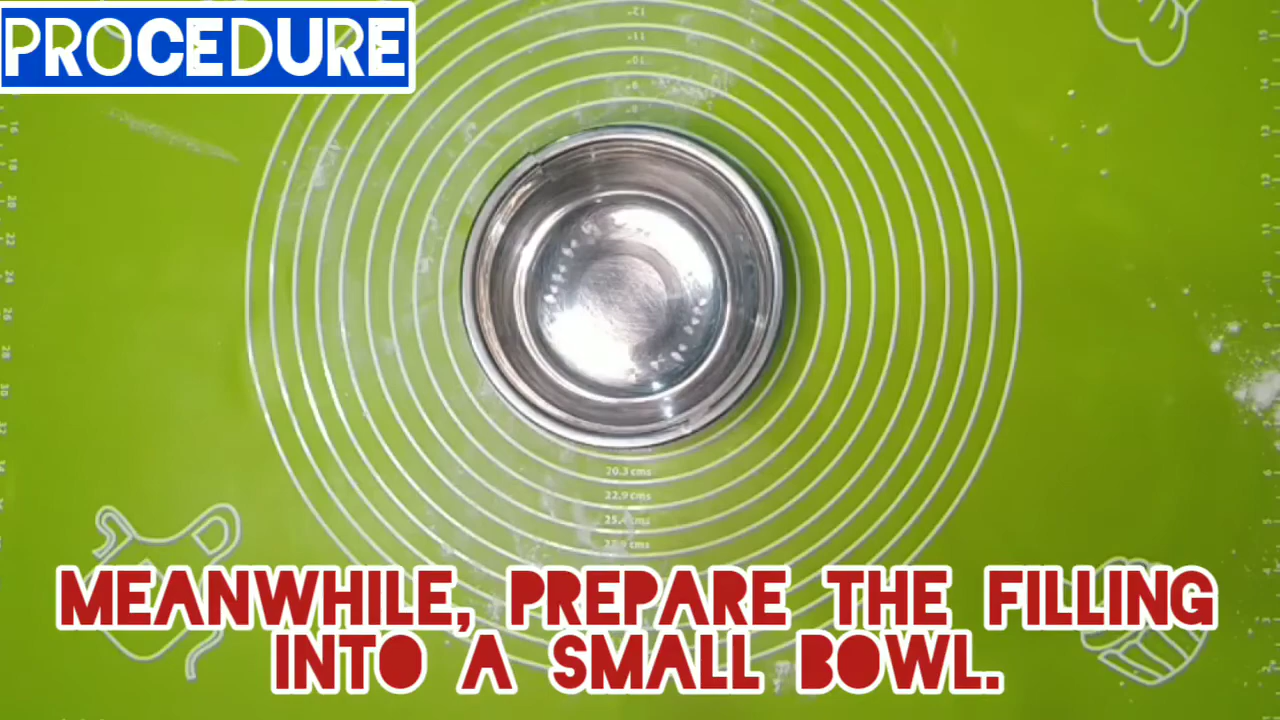 PROCEDURE
20.3 cms
22.9 cms
MEANWHILE, PREPARE THE FILLING
INTO A SMALL BOWL.